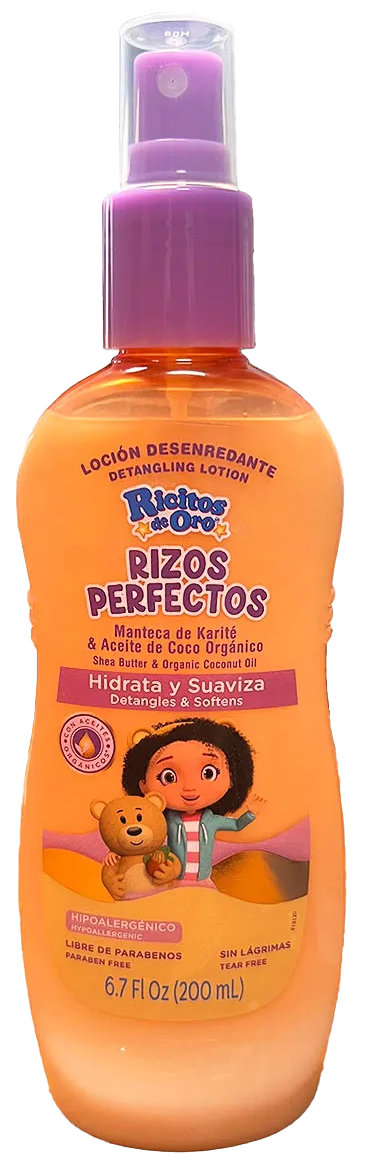 LOCIÓN DESENREDANTE
DETANGLING LOTION
Ricitos
de Oro®
RIZOS
PERFECTOS
Manteca de Karité
& Aceite de Coco Orgánico
Shea Butter & Organic Coconut Oil
Hidrata y Suaviza
Detangles & Softens
CON ACEITES
ORGÁNICOS
HIPOALERGÉNICO
HYPOALLERGENIC
LIBRE DE PARABENOS
PARABEN FREE
SIN LÁGRIMAS
TEAR FREE
6.7 Fl Oz (200 mL)